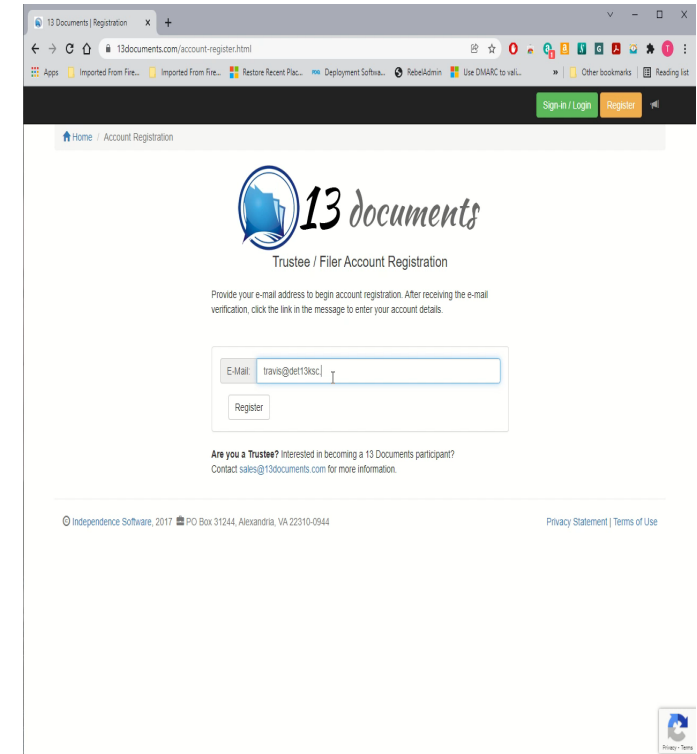 13 Documents | Registration
13documents.com/account-register.html
Apps Imported From Fire... Imported From Fire... Restore Recent Plac... Deployment Softwa... RebelAdmin Use DMARC to vali... » Other bookmarks Reading list
Sign-in / Login Register
Home / Account Registration
13 documents
Trustee / Filer Account Registration
Provide your e-mail address to begin account registration. After receiving the e-mail
verification, click the link in the message to enter your account details.
E-Mail: travis@det13ksc.
Register
Are you a Trustee? Interested in becoming a 13 Documents participant?
Contact sales@13documents.com for more information.
© Independence Software, 2017 PO Box 31244, Alexandria, VA 22310-0944 Privacy Statement | Terms of Use
Privacy - Terms